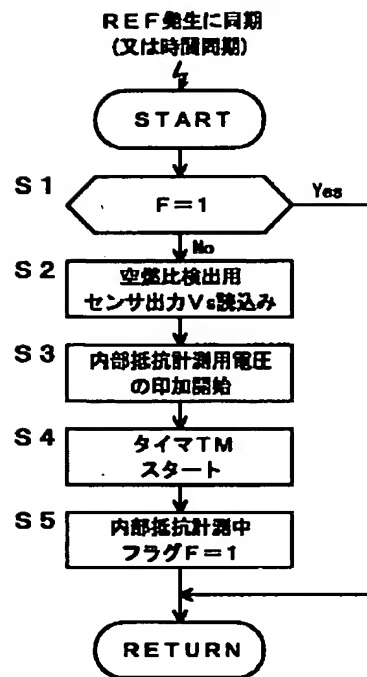 REF発生に同期
(又は時間同期)
START
S1
F=1
Yes
No
S2
空燃比検出用
センサ出力Vs読込み
S3
内部抵抗計測用電圧
の印加開始
S4
タイマTM
スタート
S5
内部抵抗計測中
フラグF=1
RETURN